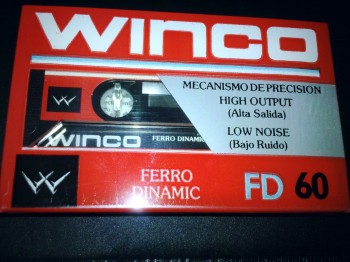 WINCO
MECANISMO DE PRECISION
HIGH OUTPUT
(Alta Salida)
LOW NOISE
(Bajo Ruido)
WINCO
FERRO DINAMIC
FERRO
DINAMIC
FD 60